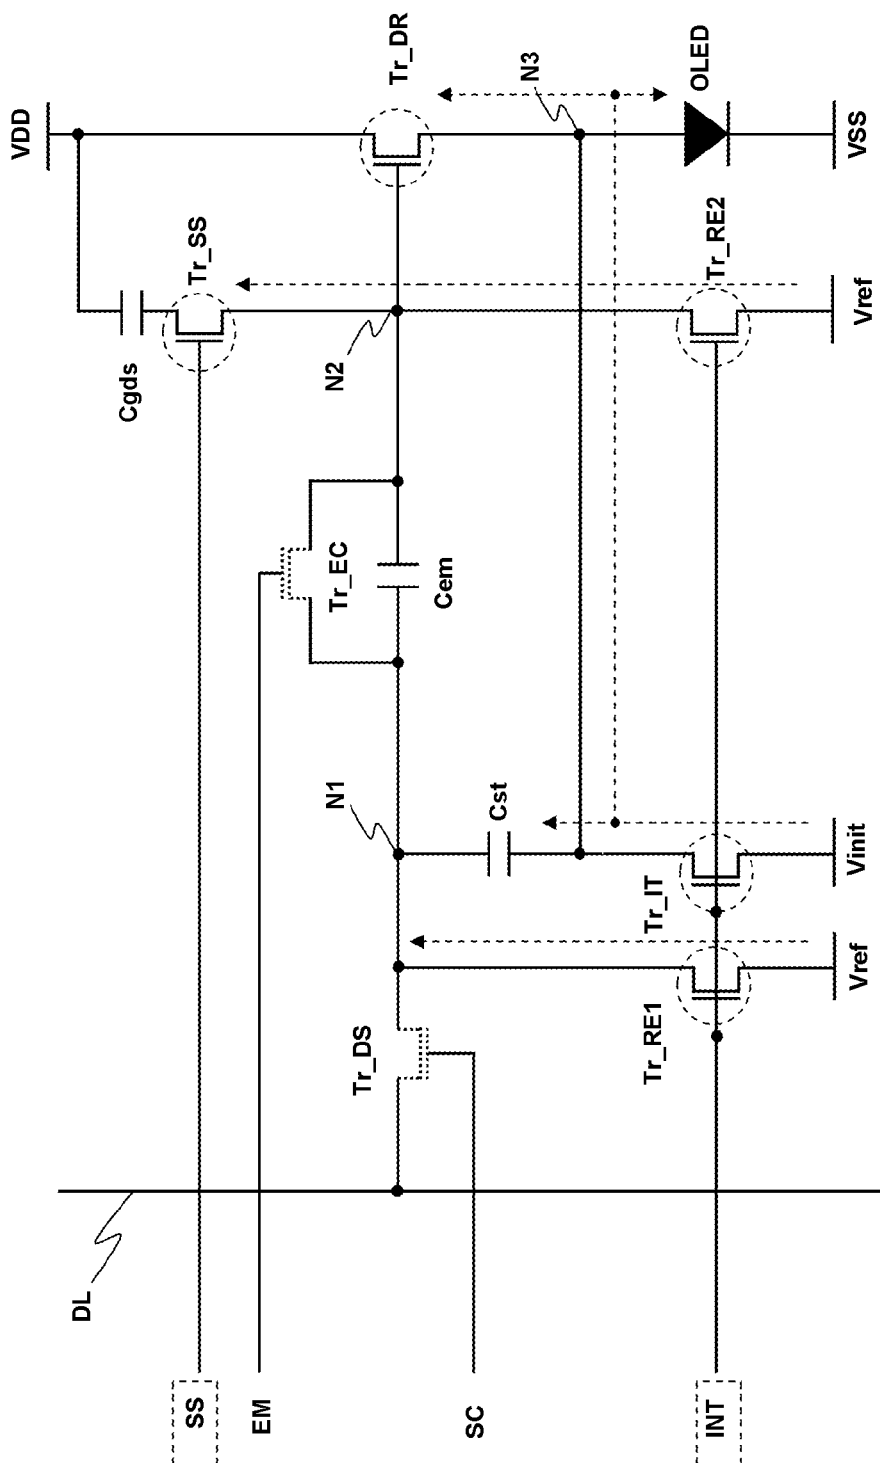 VDD
Tr_DR
N3
OLED
VSS
Tr_SS
Cgds
N2
Tr_RE2
Vref
Tr_EC
Cem
N1
Cst
Tr_IT
Vinit
Tr_DS
Tr_RE1
Vref
DL
SS
EM
SC
INT